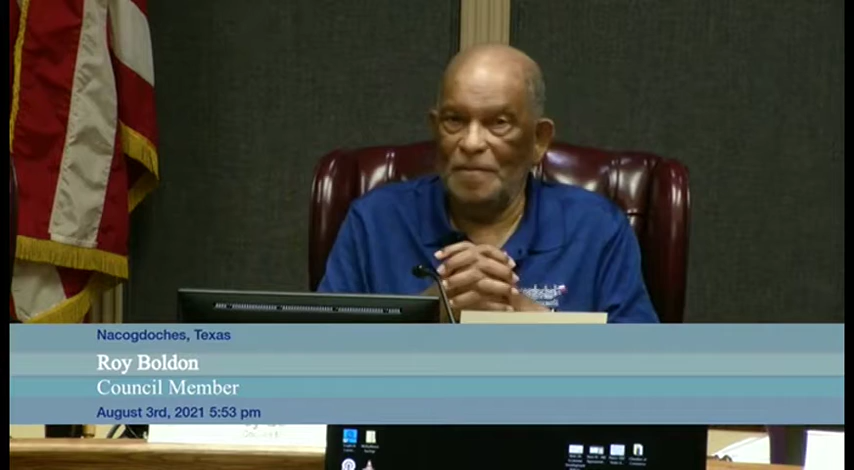 Nacogdoches, Texas
Roy Boldon
Council Member
August 3rd, 2021 5:53 pm